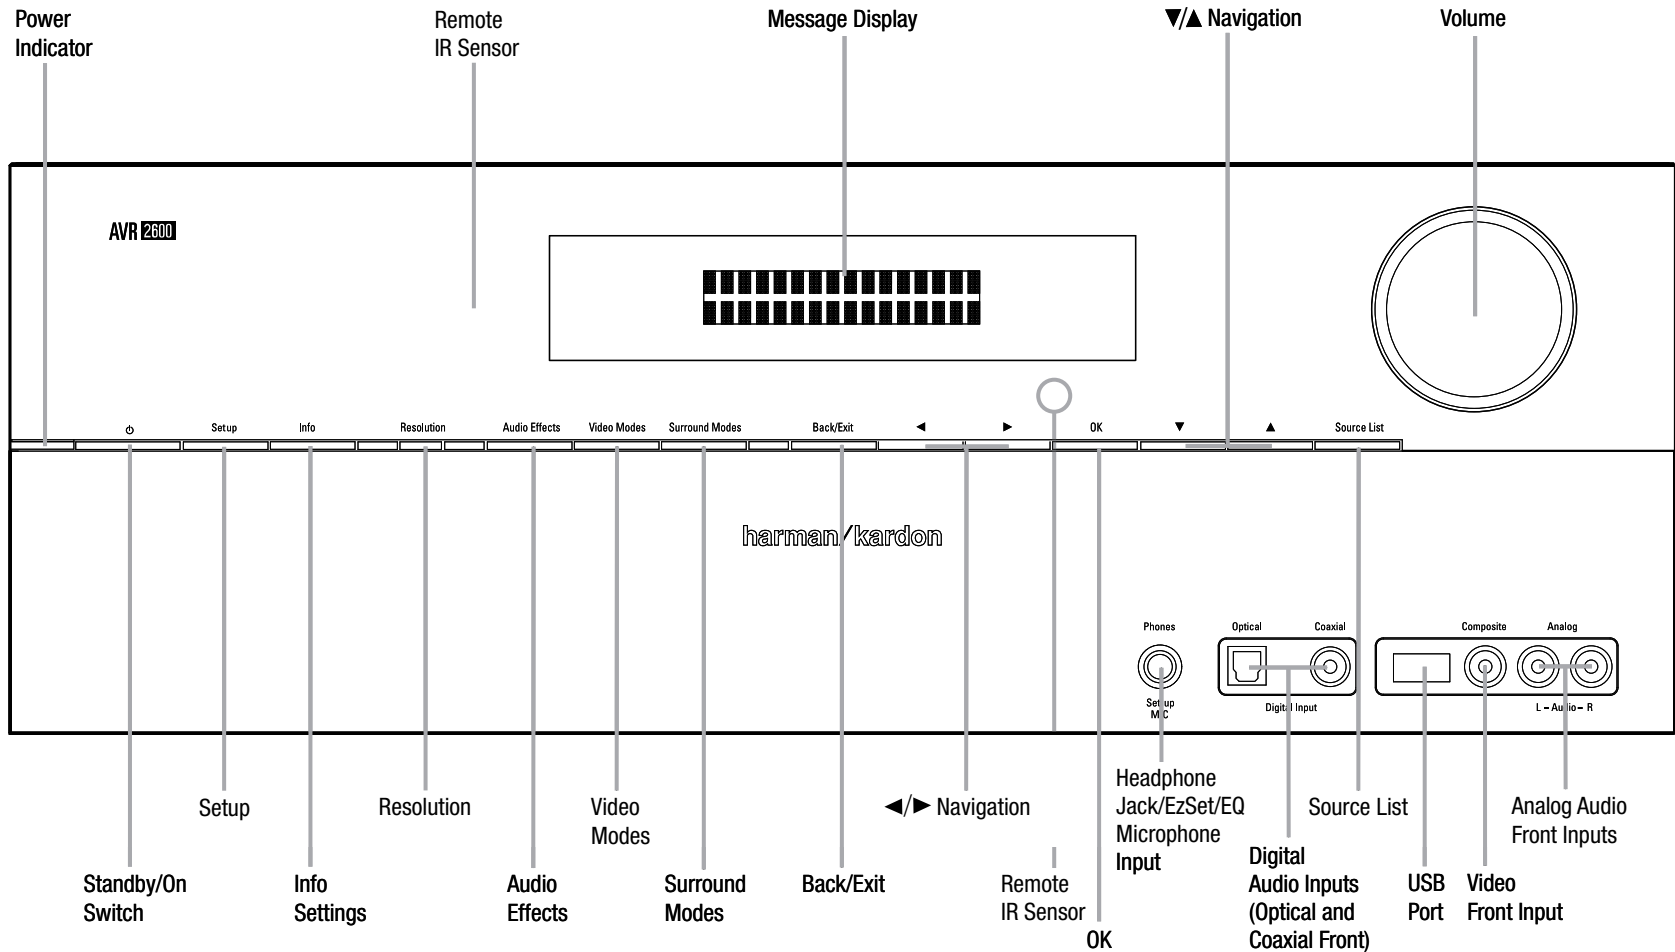 Power
Indicator
Remote
IR Sensor
Message Display
▼/▲ Navigation
Volume
AVR 2600
Setup
Info
Resolution
Audio Effects
Video Modes
Surround Modes
Back/Exit
◀
▶
OK
▼
▲
Source List
harman/kardon
Phones
Optical
Coaxial
Composite
Analog
Setup
MIC
Digital Input
L – Audio – R
Setup
Resolution
Video
Modes
◀/▶ Navigation
Headphone
Jack/EzSet/EQ
Microphone
Input
Source List
Analog Audio
Front Inputs
Standby/On
Switch
Info
Settings
Audio
Effects
Surround
Modes
Back/Exit
Remote
IR Sensor
OK
Digital
Audio Inputs
(Optical and
Coaxial Front)
USB
Port
Video
Front Input